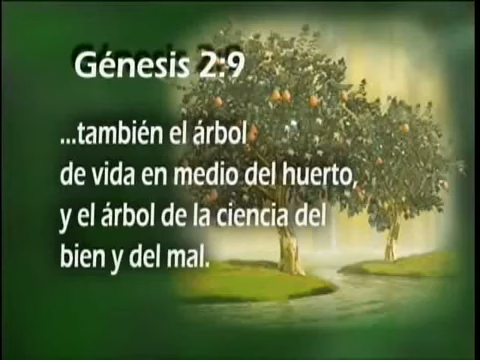 Génesis 2:9
...también el árbol
de vida en medio del huerto,
y el árbol de la ciencia del
bien y del mal.